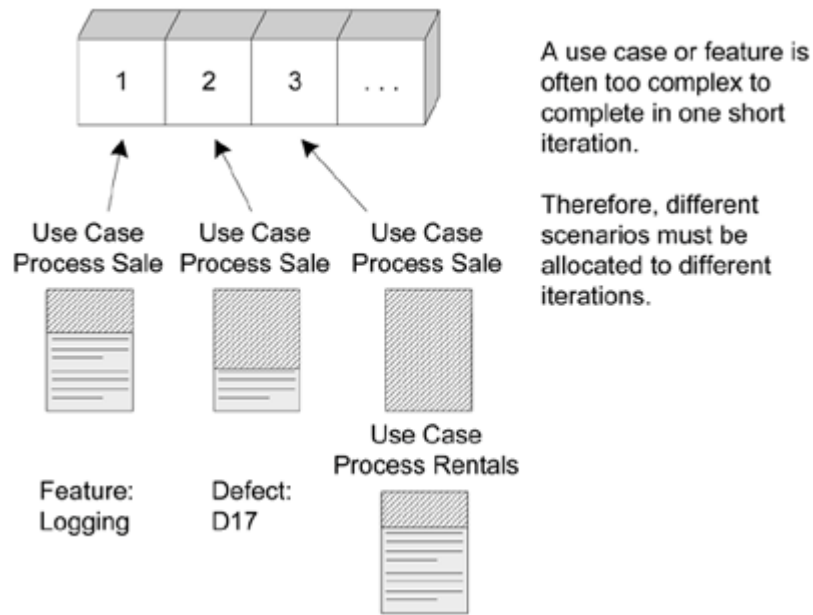 1
2
3
...
A use case or feature is
often too complex to
complete in one short
iteration.
Therefore, different
scenarios must be
allocated to different
iterations.
Use Case
Process Sale
Use Case
Process Sale
Use Case
Process Sale
Feature:
Logging
Defect:
D17
Use Case
Process Rentals